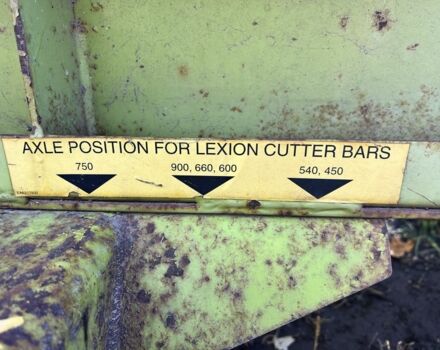 AXLE POSITION FOR LEXION CUTTER BARS
750 900, 660, 600 540, 450